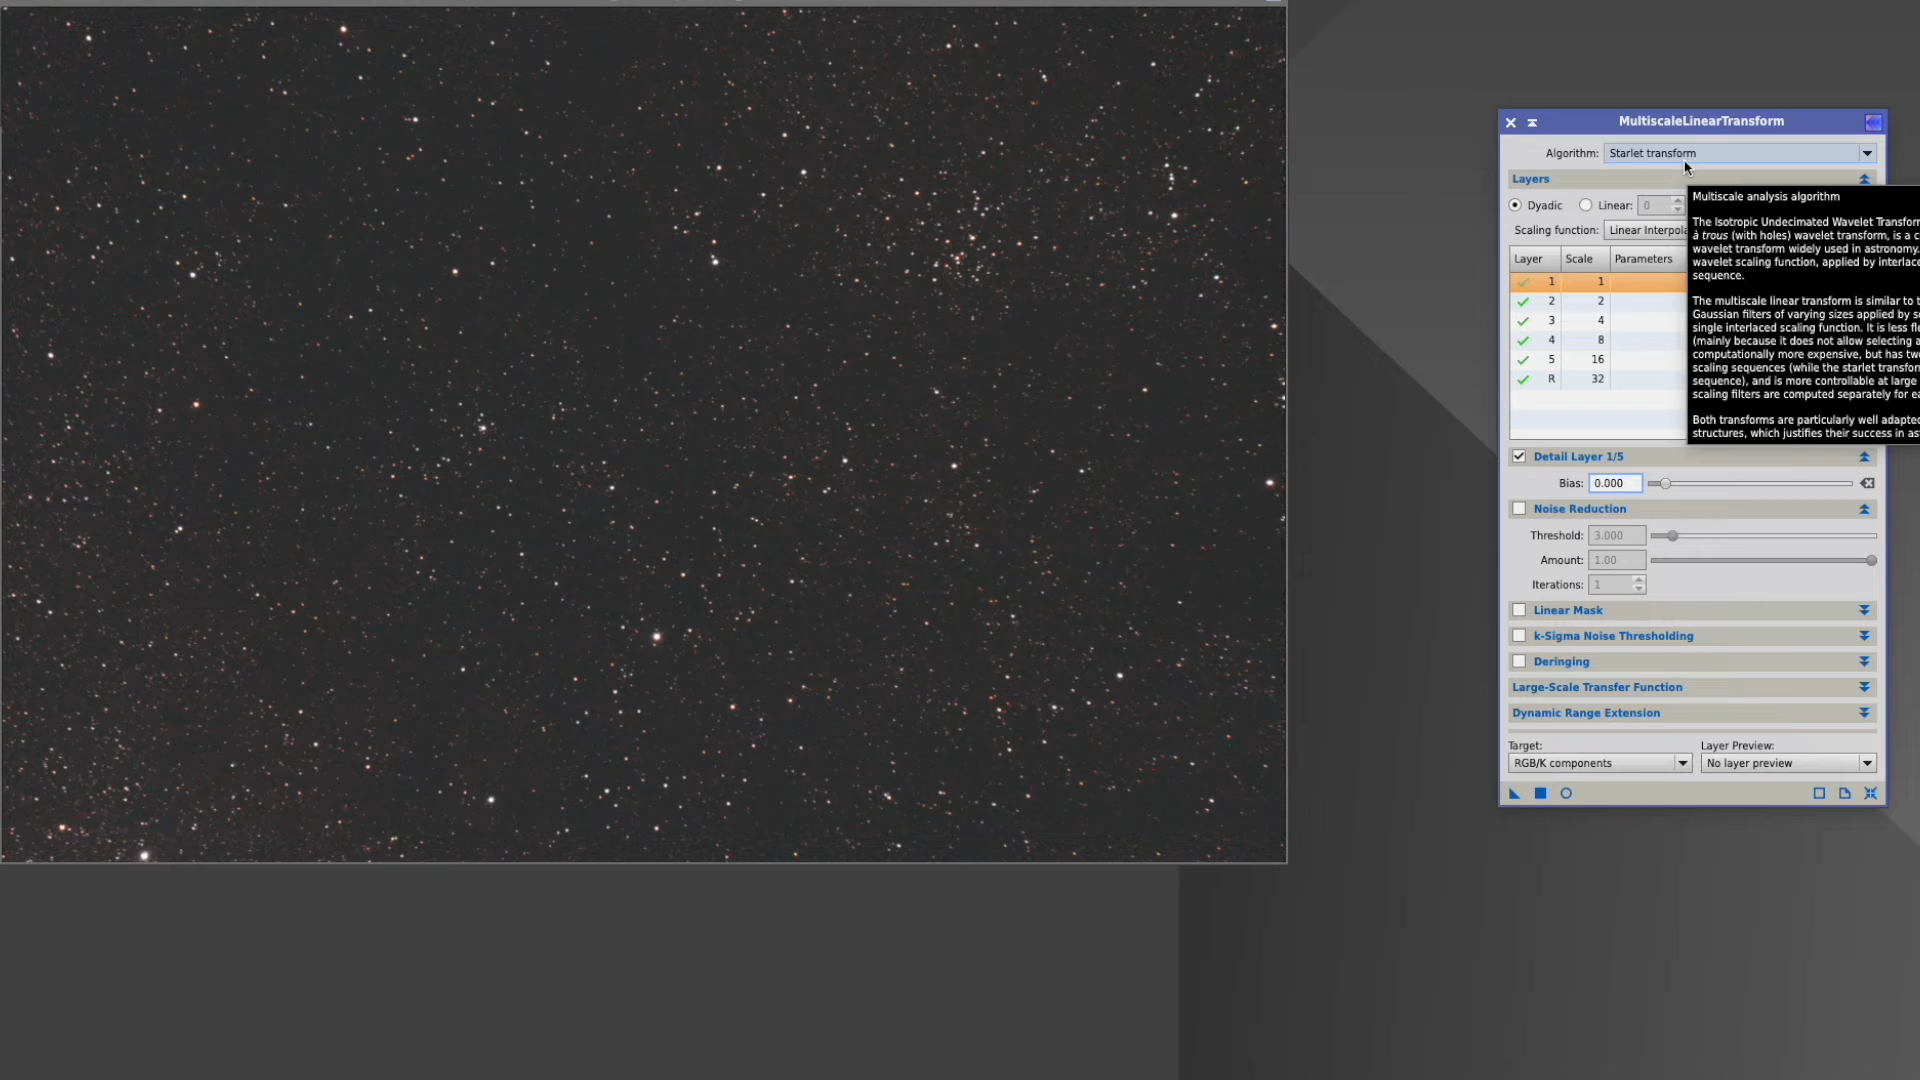 MultiscaleLinearTransform
Algorithm: Starlet transform
Layers
Dyadic Linear: 0
Scaling function: Linear Interpola
Layer Scale Parameters
1 1
2 2
3 4
4 8
5 16
R 32
Multiscale analysis algorithm
The Isotropic Undecimated Wavelet Transform
à trous (with holes) wavelet transform, is a c
wavelet transform widely used in astronomy.
wavelet scaling function, applied by interlace
sequence.
The multiscale linear transform is similar to t
Gaussian filters of varying sizes applied by se
single interlaced scaling function. It is less fle
(mainly because it does not allow selecting a
computationally more expensive, but has two
scaling sequences (while the starlet transform
sequence), and is more controllable at large
scaling filters are computed separately for ea
Both transforms are particularly well adapted
structures, which justifies their success in as
Detail Layer 1/5
Bias: 0.000
Noise Reduction
Threshold: 3.000
Amount: 1.00
Iterations: 1
Linear Mask
k-Sigma Noise Thresholding
Deringing
Large-Scale Transfer Function
Dynamic Range Extension
Target: Layer Preview:
RGB/K components No layer preview